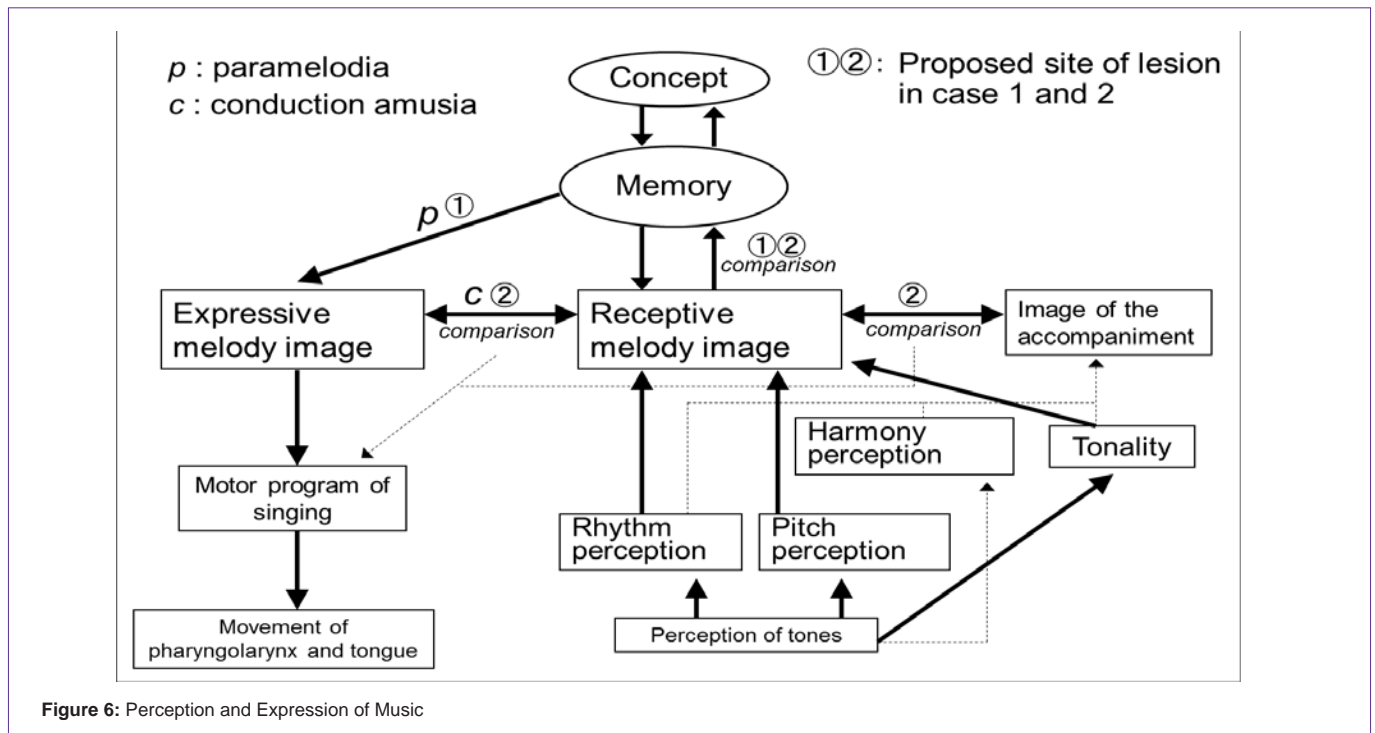 p : paramelodia
c : conduction amusia
①②: Proposed site of lesion
in case 1 and 2
Concept
Memory
p ①
①②
comparison
Expressive
melody image
c ②
comparison
Receptive
melody image
②
comparison
Image of the
accompaniment
Harmony
perception
Tonality
Motor program of
singing
Rhythm
perception
Pitch
perception
Movement of
pharyngolarynx and tongue
Perception of tones
Figure 6: Perception and Expression of Music